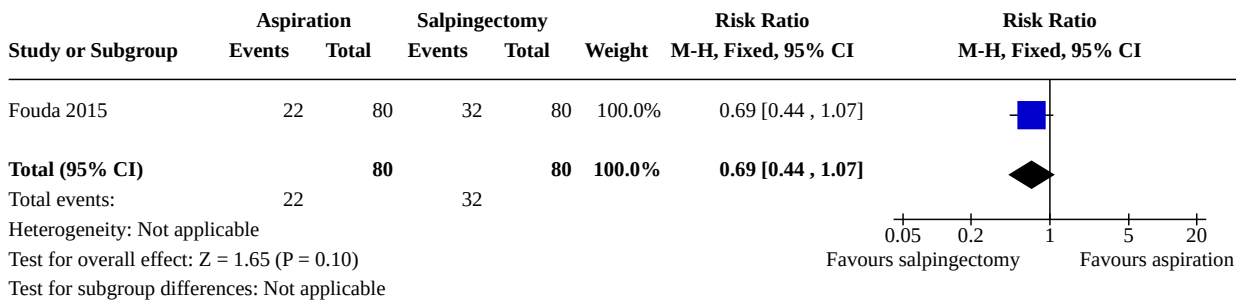 Aspiration Salpingectomy Risk Ratio Risk Ratio
Study or Subgroup Events Total Events Total Weight M-H, Fixed, 95% CI M-H, Fixed, 95% CI
Fouda 2015 22 80 32 80 100.0% 0.69 [0.44 , 1.07]
Total (95% CI) 80 80 100.0% 0.69 [0.44 , 1.07]
Total events: 22 32
Heterogeneity: Not applicable
0.05 0.2 1 5 20
Test for overall effect: Z = 1.65 (P = 0.10) Favours salpingectomy Favours aspiration
Test for subgroup differences: Not applicable